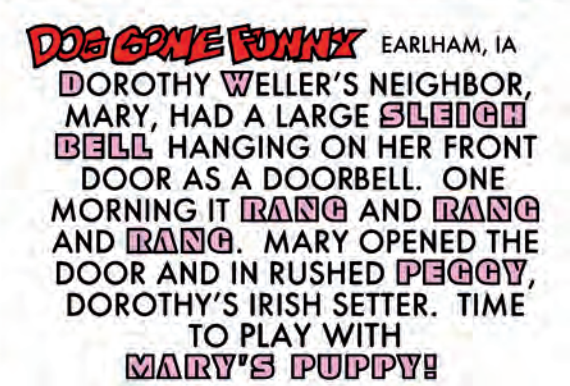 DOG GONE FUNNY EARLHAM, IA
DOROTHY WELLER'S NEIGHBOR,
MARY, HAD A LARGE SLEIGH
BELL HANGING ON HER FRONT
DOOR AS A DOORBELL. ONE
MORNING IT RANG AND RANG
AND RANG. MARY OPENED THE
DOOR AND IN RUSHED PEGGY,
DOROTHY'S IRISH SETTER. TIME
TO PLAY WITH
MARY'S PUPPY!